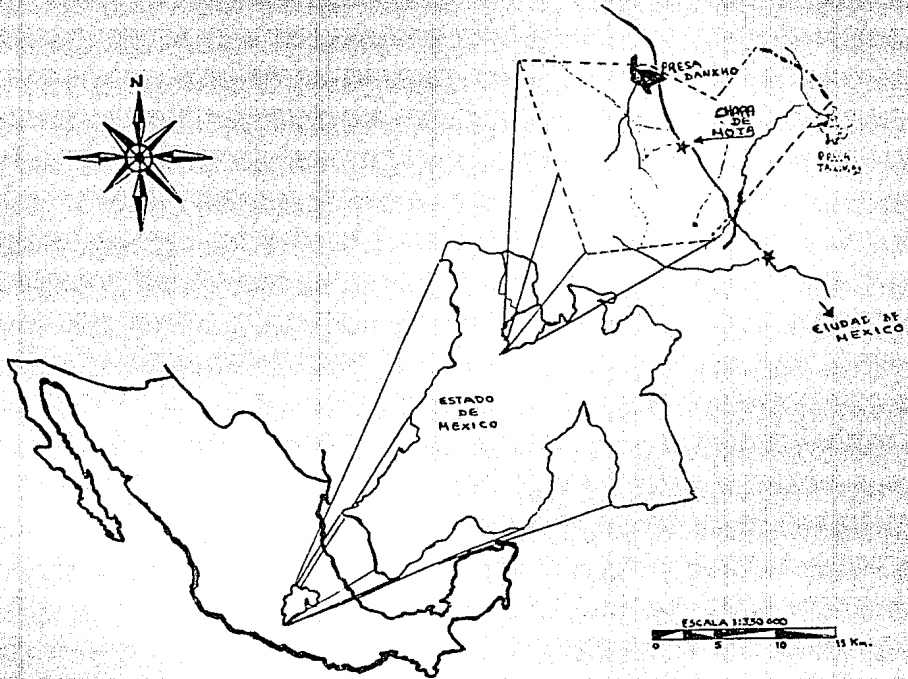 N
PRESA
DANXHO
CHAPA
DE
MOTA
CIUDAD DE
MEXICO
ESTADO
DE
MEXICO
ESCALA 1:330 000
0 5 10 15 Km.